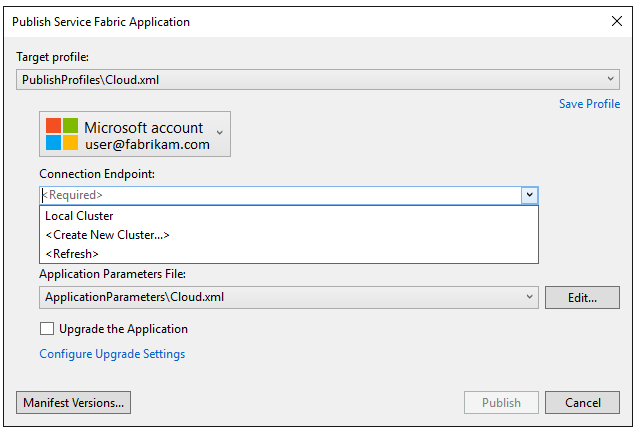 Publish Service Fabric Application
Target profile:
PublishProfiles\Cloud.xml
Save Profile
Microsoft account
user@fabrikam.com
Connection Endpoint:
<Required>
Local Cluster
<Create New Cluster...>
<Refresh>
Application Parameters File:
ApplicationParameters\Cloud.xml
Edit...
Upgrade the Application
Configure Upgrade Settings
Manifest Versions...
Publish
Cancel